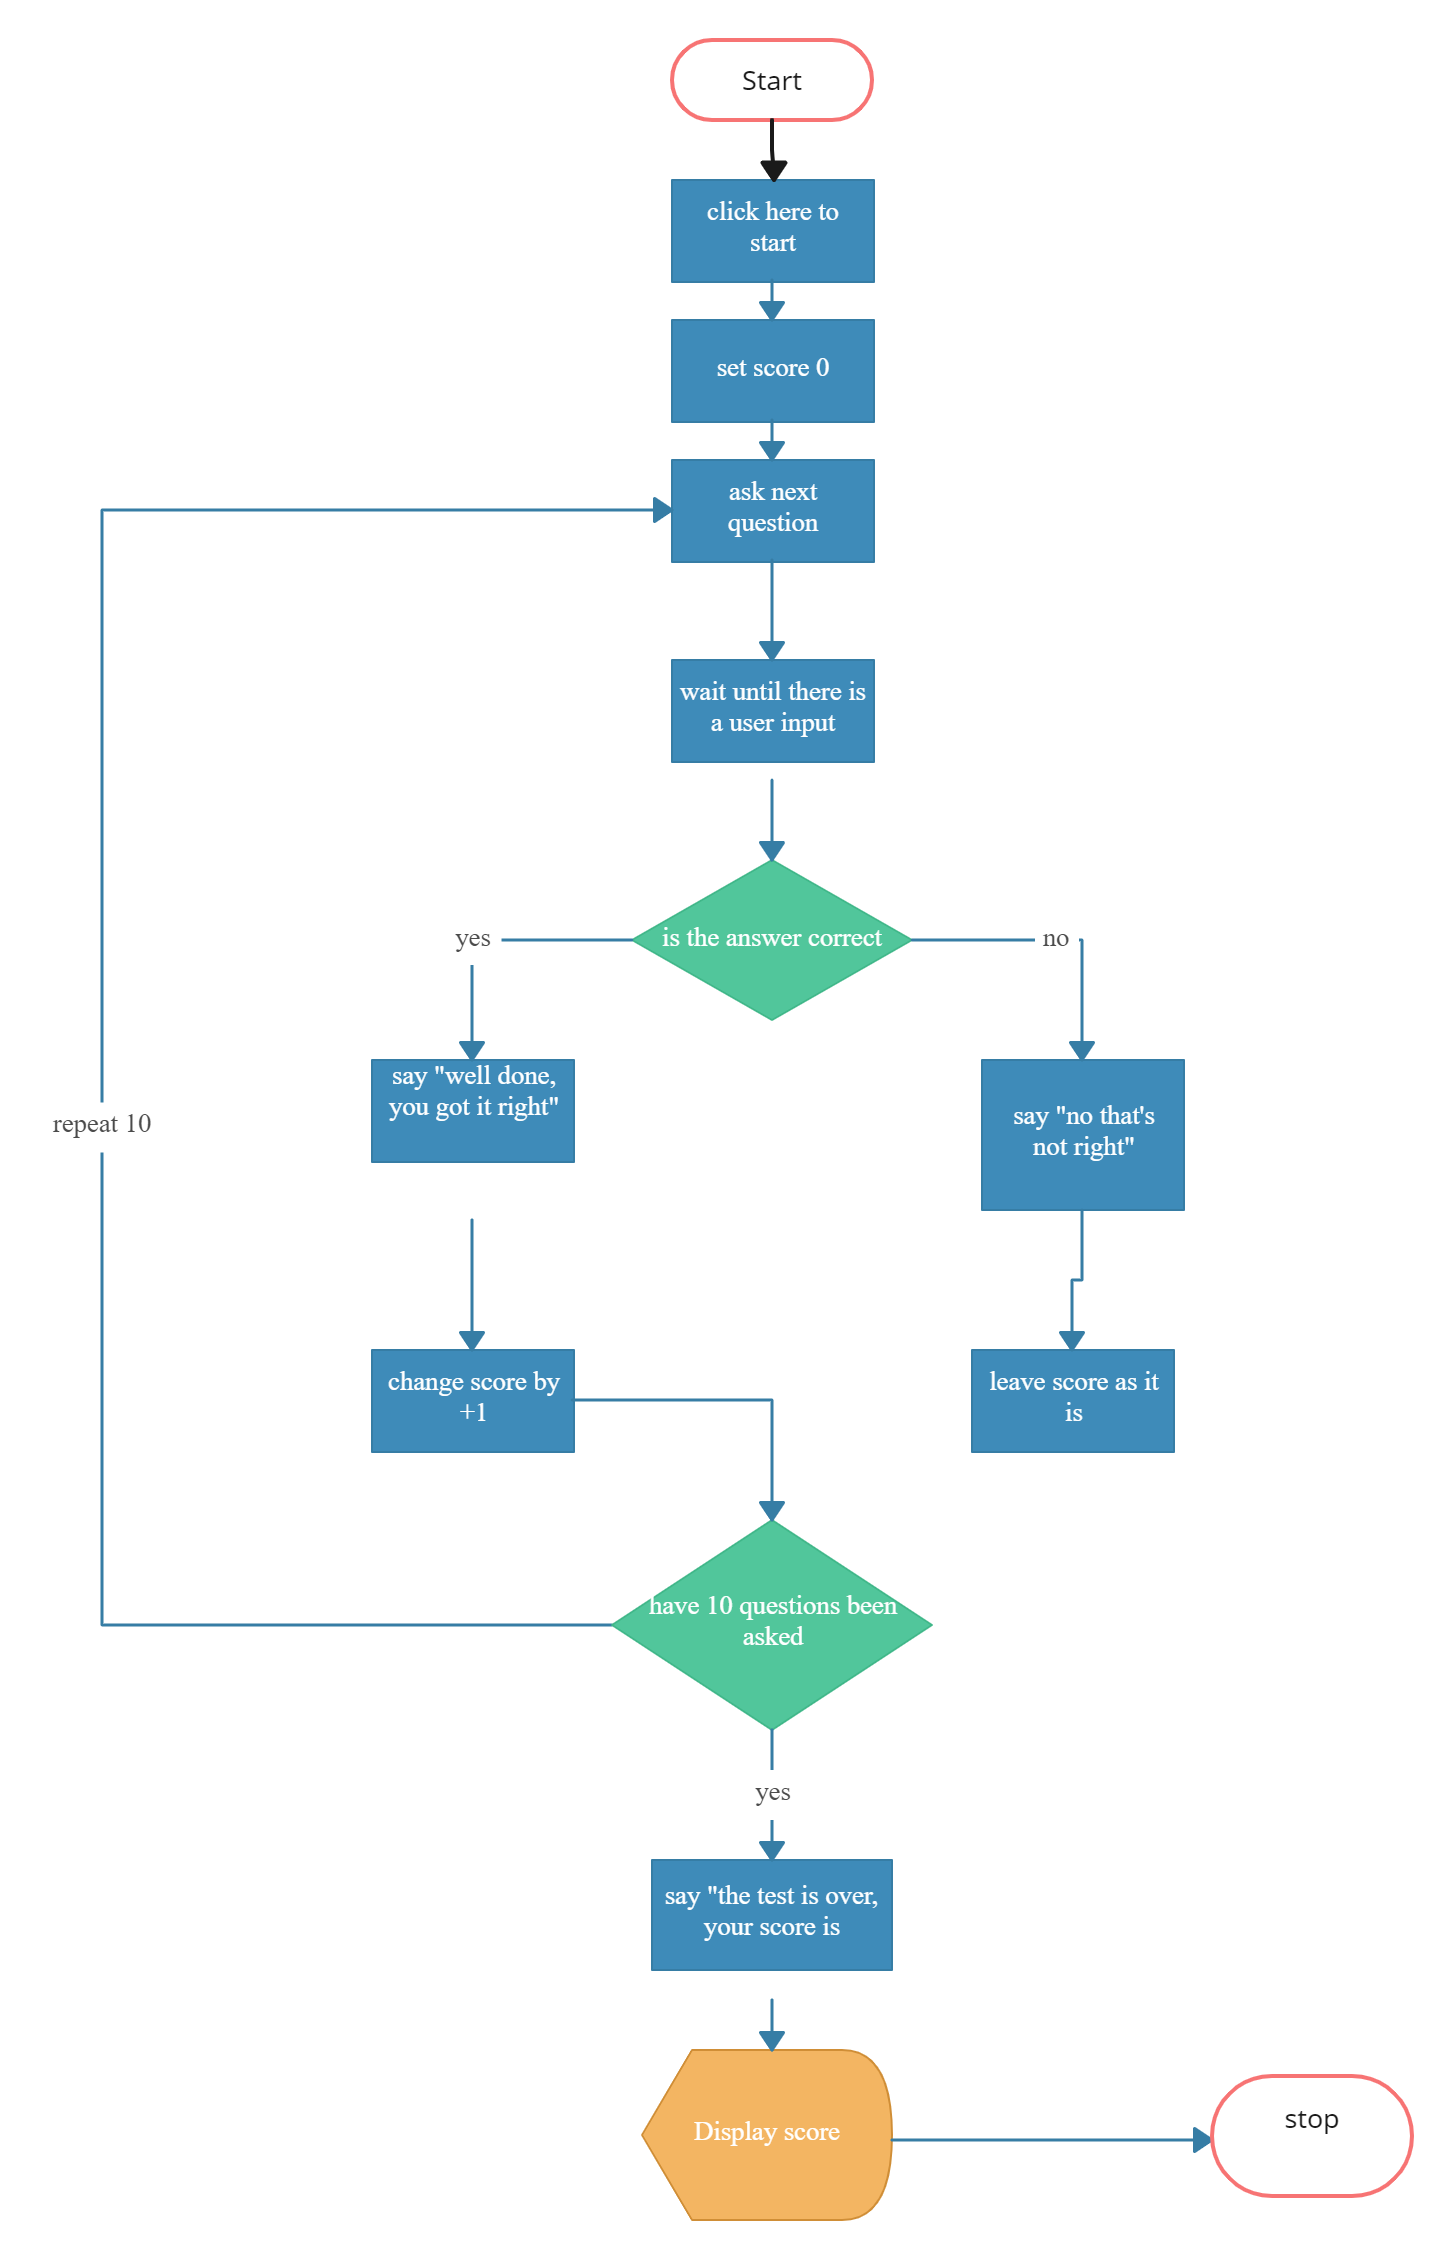 Start
click here to
start
set score 0
ask next
question
wait until there is
a user input
is the answer correct
yes
no
say "well done,
you got it right"
say "no that's
not right"
repeat 10
change score by
+1
leave score as it
is
have 10 questions been
asked
yes
say "the test is over,
your score is
Display score
stop